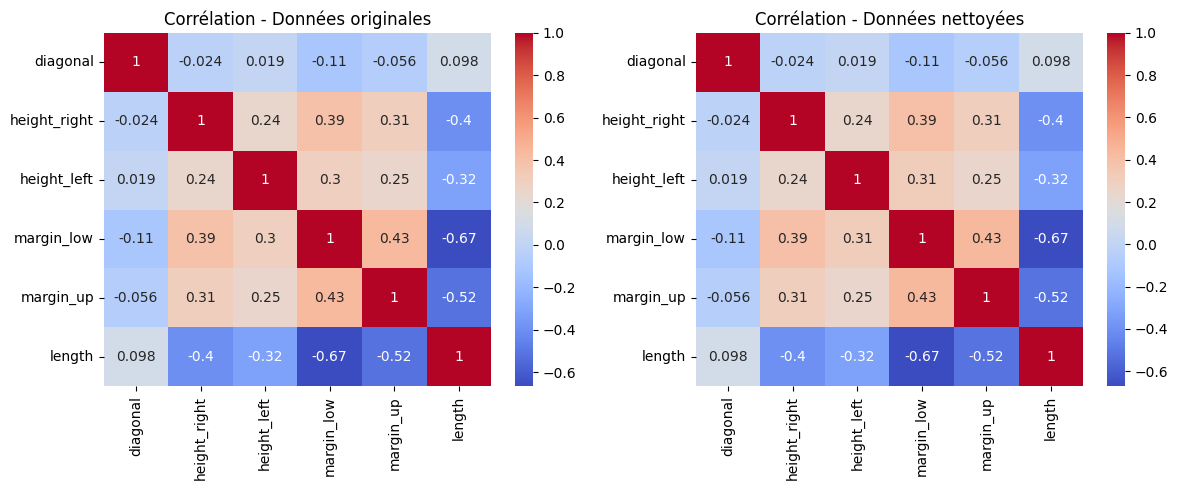 Corrélation - Données originales
diagonal 1 -0.024 0.019 -0.11 -0.056 0.098
height_right -0.024 1 0.24 0.39 0.31 -0.4
height_left 0.019 0.24 1 0.3 0.25 -0.32
margin_low -0.11 0.39 0.3 1 0.43 -0.67
margin_up -0.056 0.31 0.25 0.43 1 -0.52
length 0.098 -0.4 -0.32 -0.67 -0.52 1
diagonal height_right height_left margin_low margin_up length
1.0
0.8
0.6
0.4
0.2
0.0
−0.2
−0.4
−0.6
Corrélation - Données nettoyées
diagonal 1 -0.024 0.019 -0.11 -0.056 0.098
height_right -0.024 1 0.24 0.39 0.31 -0.4
height_left 0.019 0.24 1 0.31 0.25 -0.32
margin_low -0.11 0.39 0.31 1 0.43 -0.67
margin_up -0.056 0.31 0.25 0.43 1 -0.52
length 0.098 -0.4 -0.32 -0.67 -0.52 1
diagonal height_right height_left margin_low margin_up length
1.0
0.8
0.6
0.4
0.2
0.0
−0.2
−0.4
−0.6